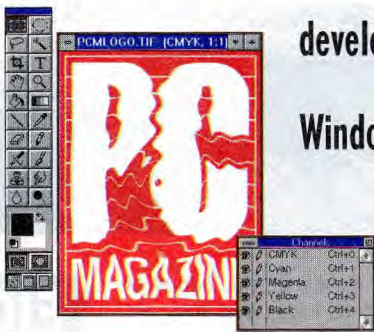 PCMLOGO.TIF (CMYK, 1:1)
develo
Windo
PC
MAGAZIN
Channels
CMYK Ctrl+0
Cyan Ctrl+1
Magenta Ctrl+2
Yellow Ctrl+3
Black Ctrl+4